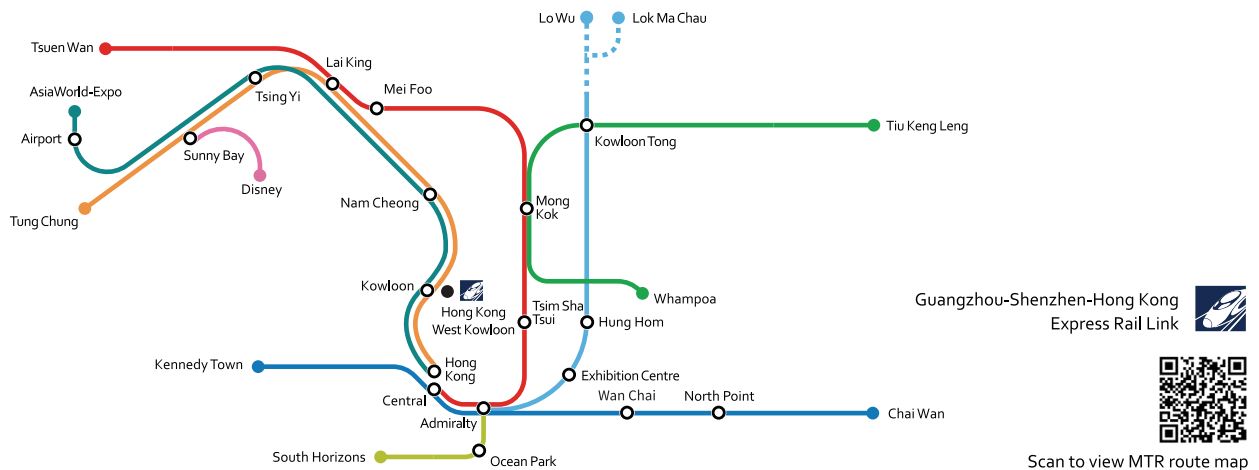 Lo Wu
Lok Ma Chau
Tsuen Wan
Lai King
AsiaWorld-Expo
Tsing Yi
Mei Foo
Airport
Sunny Bay
Kowloon Tong
Tiu Keng Leng
Disney
Tung Chung
Nam Cheong
Mong
Kok
Kowloon
Hong Kong
West Kowloon
Tsim Sha
Tsui
Whampoa
Hung Hom
Guangzhou-Shenzhen-Hong Kong
Express Rail Link
Kennedy Town
Hong
Kong
Exhibition Centre
Central
Wan Chai
North Point
Admiralty
Chai Wan
South Horizons
Ocean Park
Scan to view MTR route map